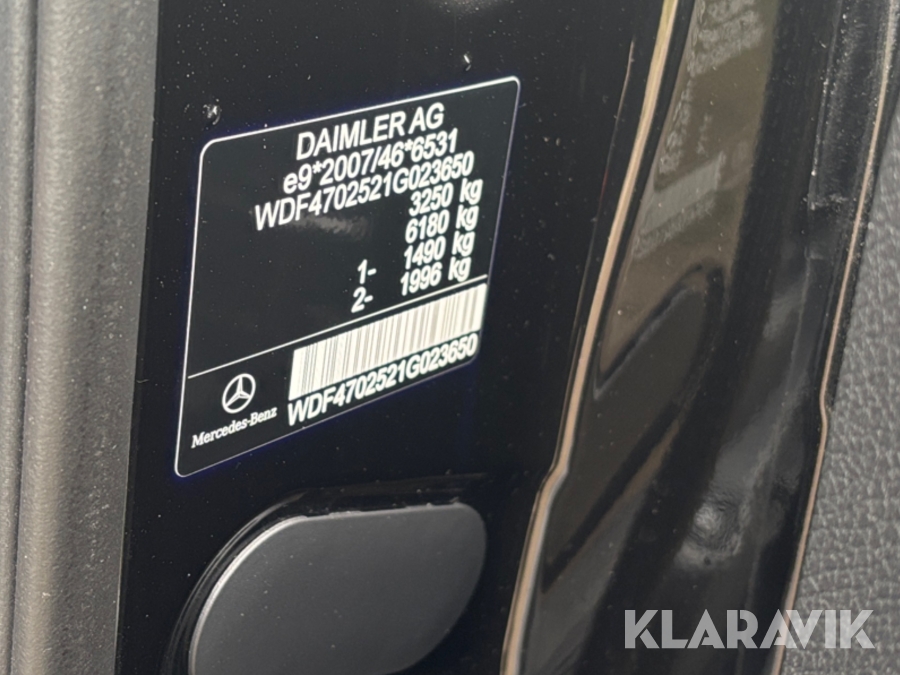 DAIMLER AG
e9*2007/46*6531
WDF4702521G023650
3250 kg
6180 kg
1- 1490 kg
2- 1996 kg
Mercedes-Benz
WDF4702521G023650
KLARAVIK